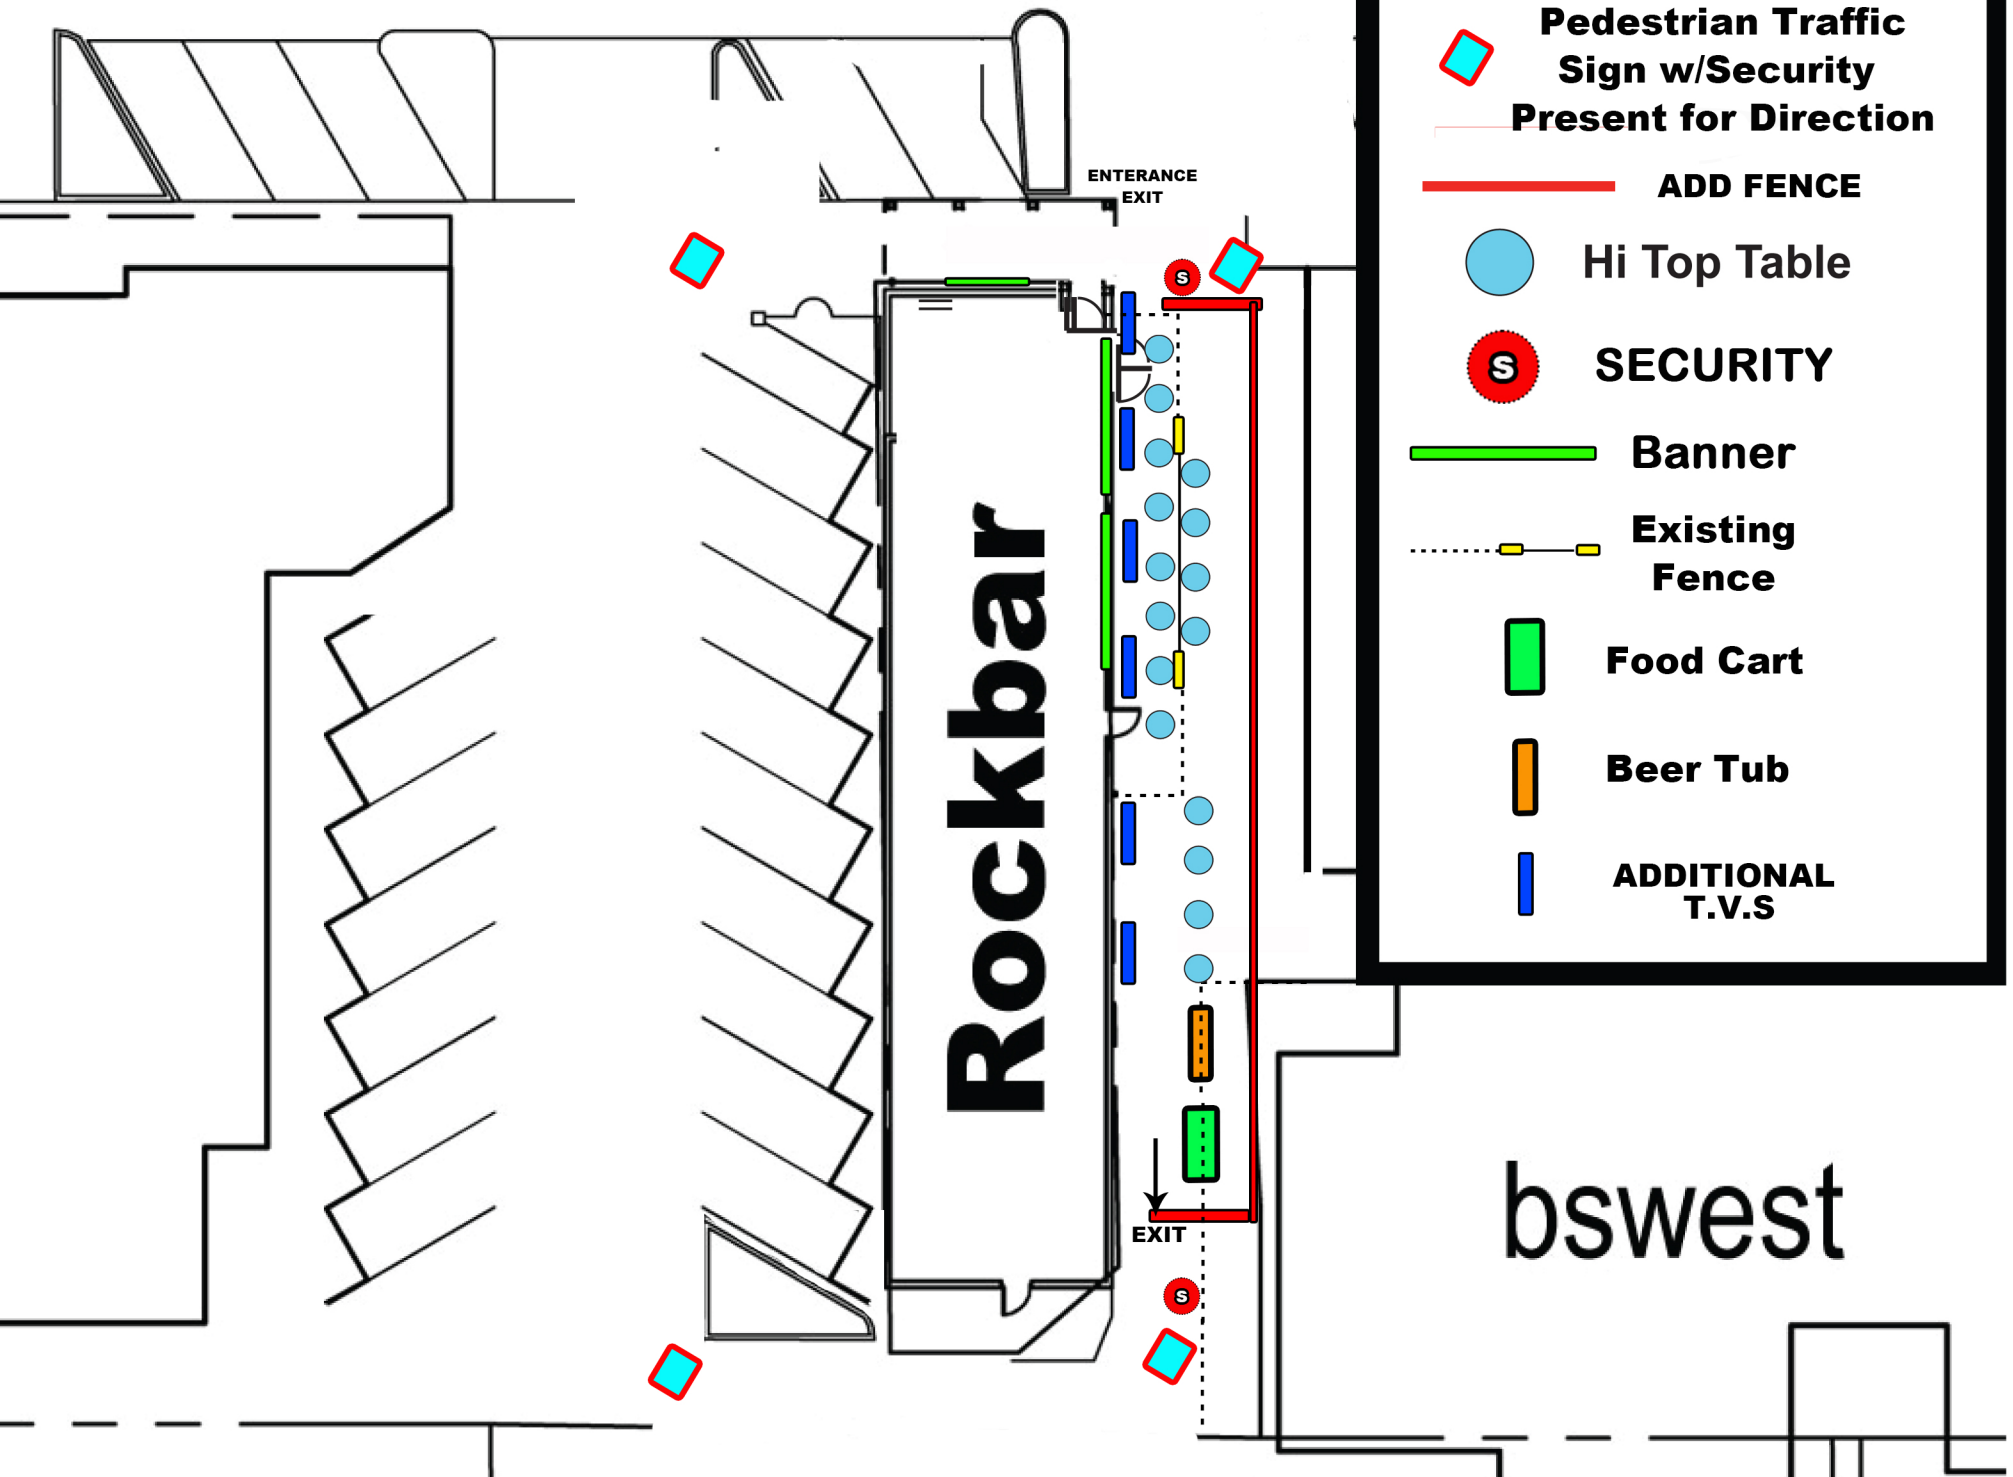 Pedestrian Traffic
Sign w/Security
Present for Direction
ADD FENCE
Hi Top Table
S
SECURITY
Banner
Existing
Fence
Food Cart
Beer Tub
ADDITIONAL
T.V.S
ENTERANCE
EXIT
S
Rockbar
EXIT
S
bswest